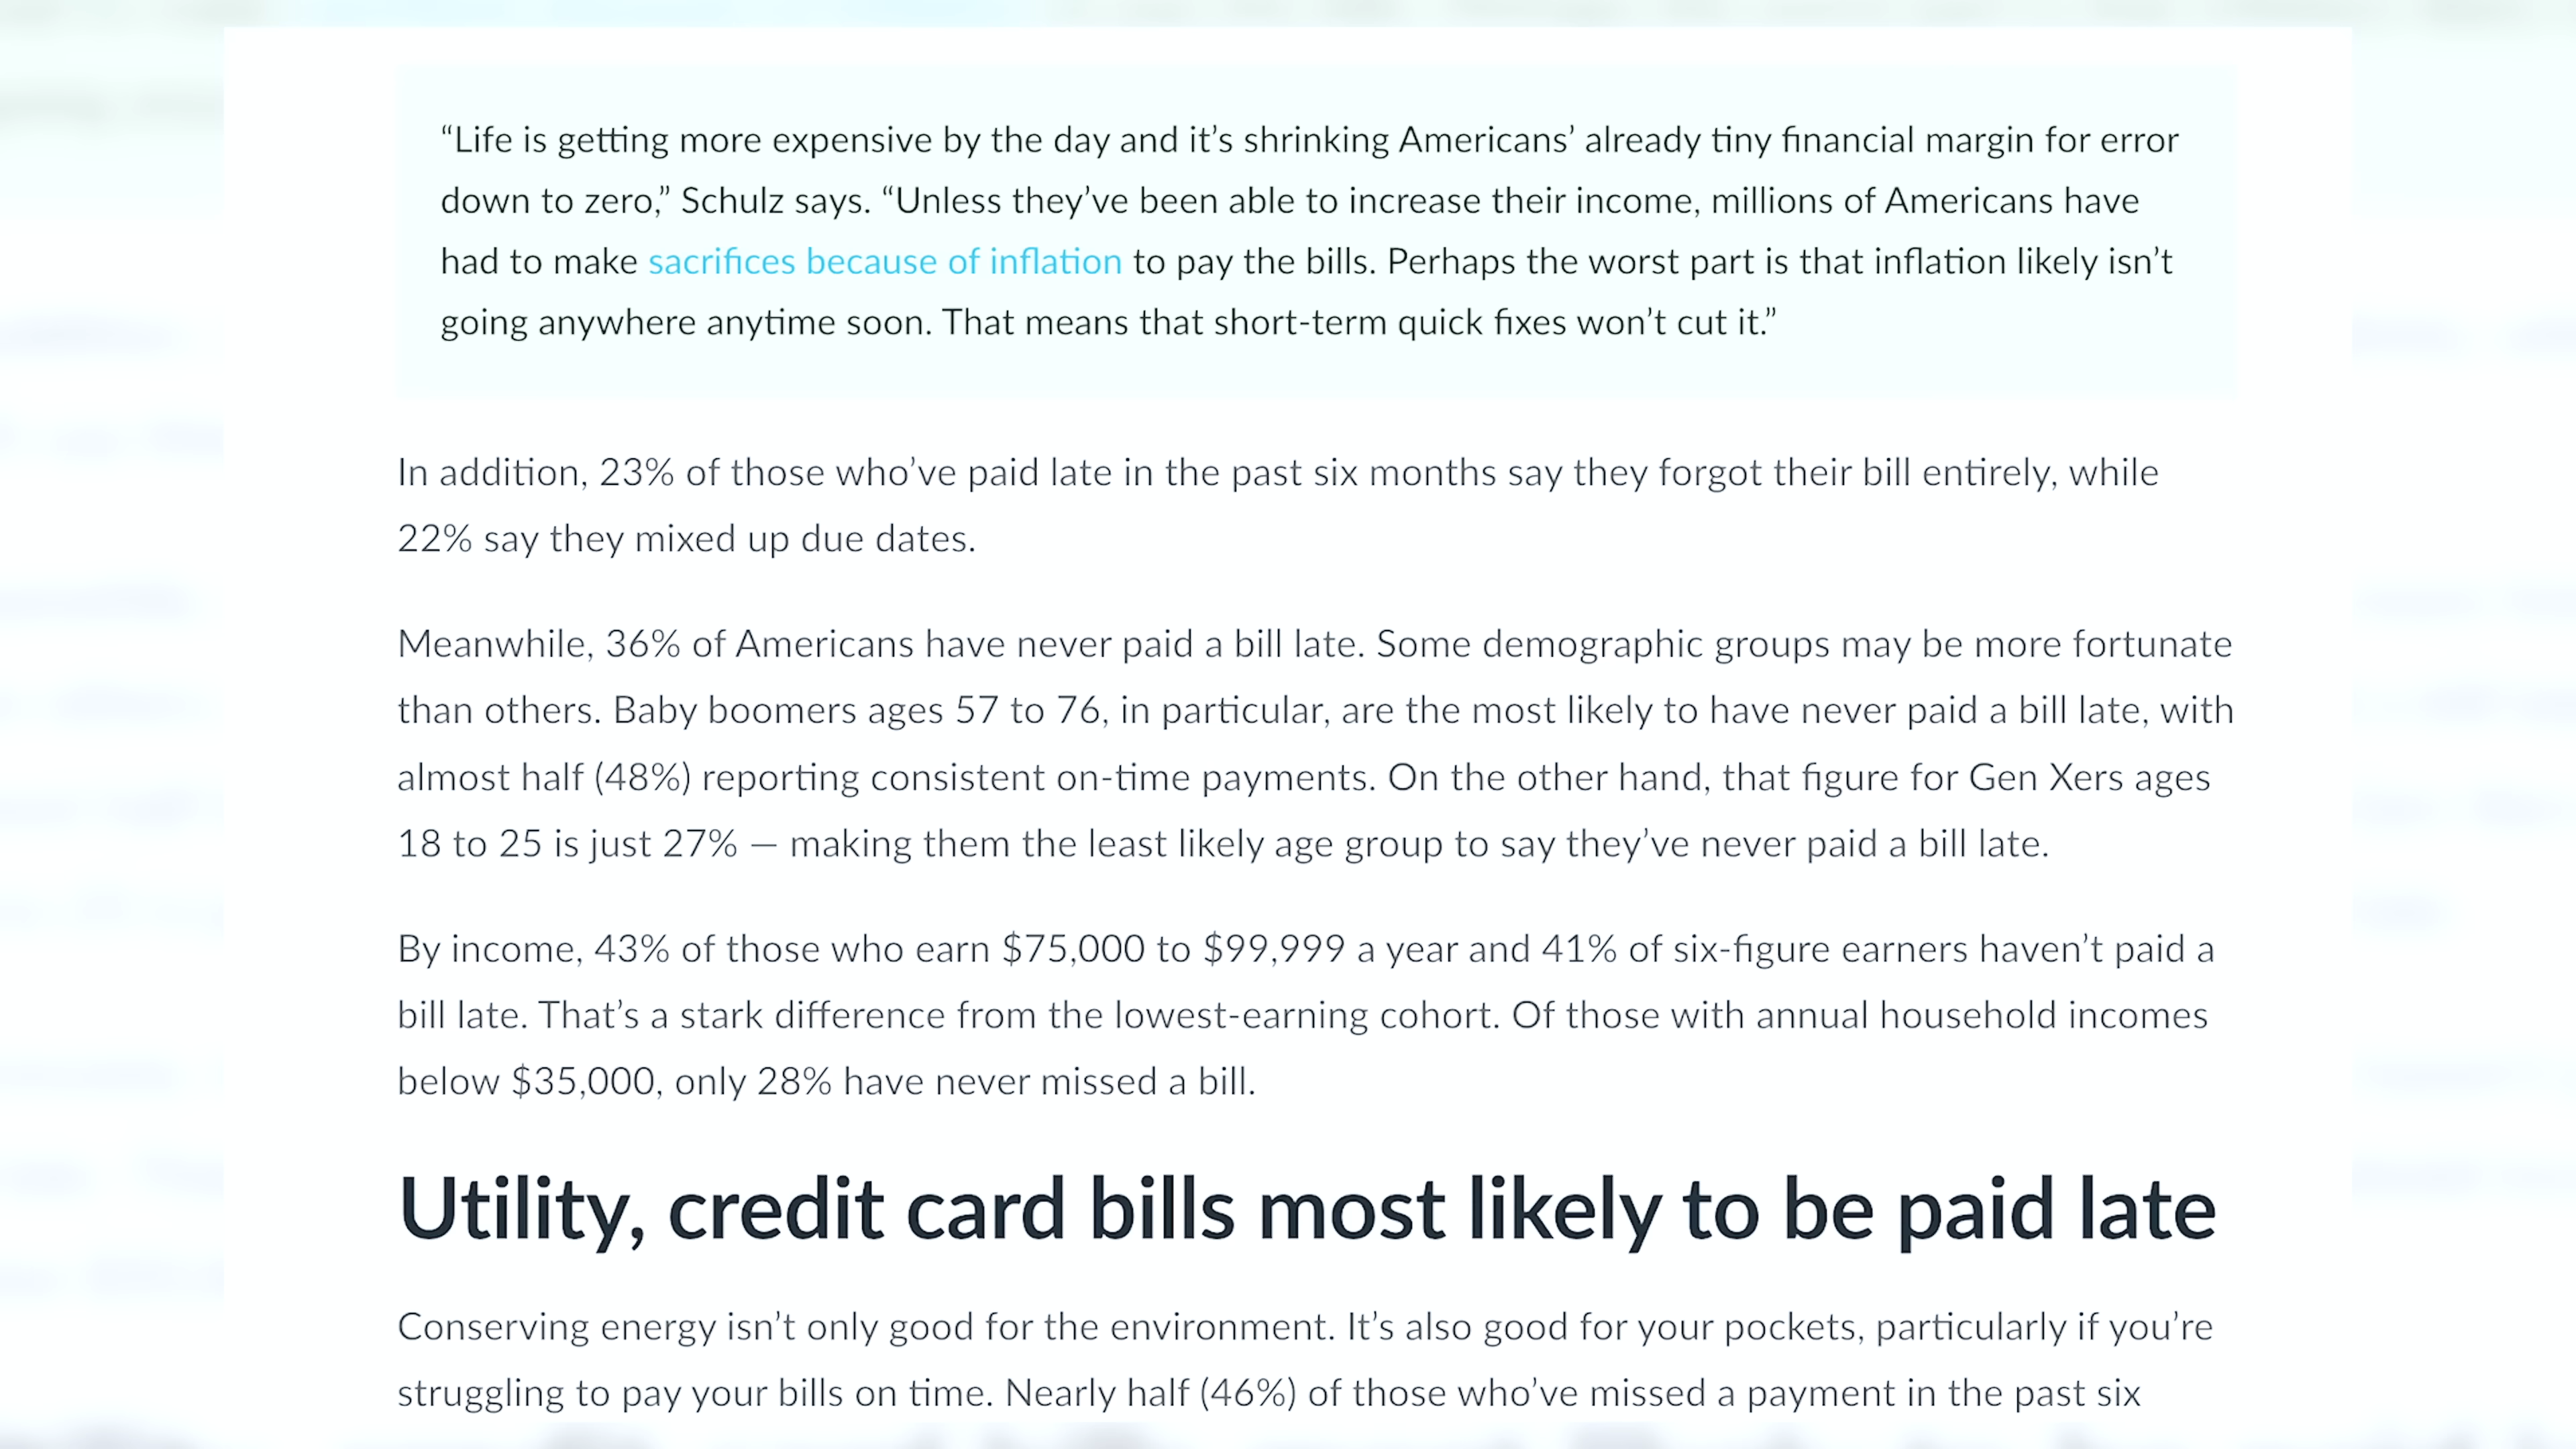 “Life is getting more expensive by the day and it’s shrinking Americans’ already tiny financial margin for error
down to zero,” Schulz says. “Unless they’ve been able to increase their income, millions of Americans have
had to make sacrifices because of inflation to pay the bills. Perhaps the worst part is that inflation likely isn’t
going anywhere anytime soon. That means that short-term quick fixes won’t cut it.”
In addition, 23% of those who’ve paid late in the past six months say they forgot their bill entirely, while
22% say they mixed up due dates.
Meanwhile, 36% of Americans have never paid a bill late. Some demographic groups may be more fortunate
than others. Baby boomers ages 57 to 76, in particular, are the most likely to have never paid a bill late, with
almost half (48%) reporting consistent on-time payments. On the other hand, that figure for Gen Xers ages
18 to 25 is just 27% — making them the least likely age group to say they’ve never paid a bill late.
By income, 43% of those who earn $75,000 to $99,999 a year and 41% of six-figure earners haven’t paid a
bill late. That’s a stark difference from the lowest-earning cohort. Of those with annual household incomes
below $35,000, only 28% have never missed a bill.
Utility, credit card bills most likely to be paid late
Conserving energy isn’t only good for the environment. It’s also good for your pockets, particularly if you’re
struggling to pay your bills on time. Nearly half (46%) of those who’ve missed a payment in the past six